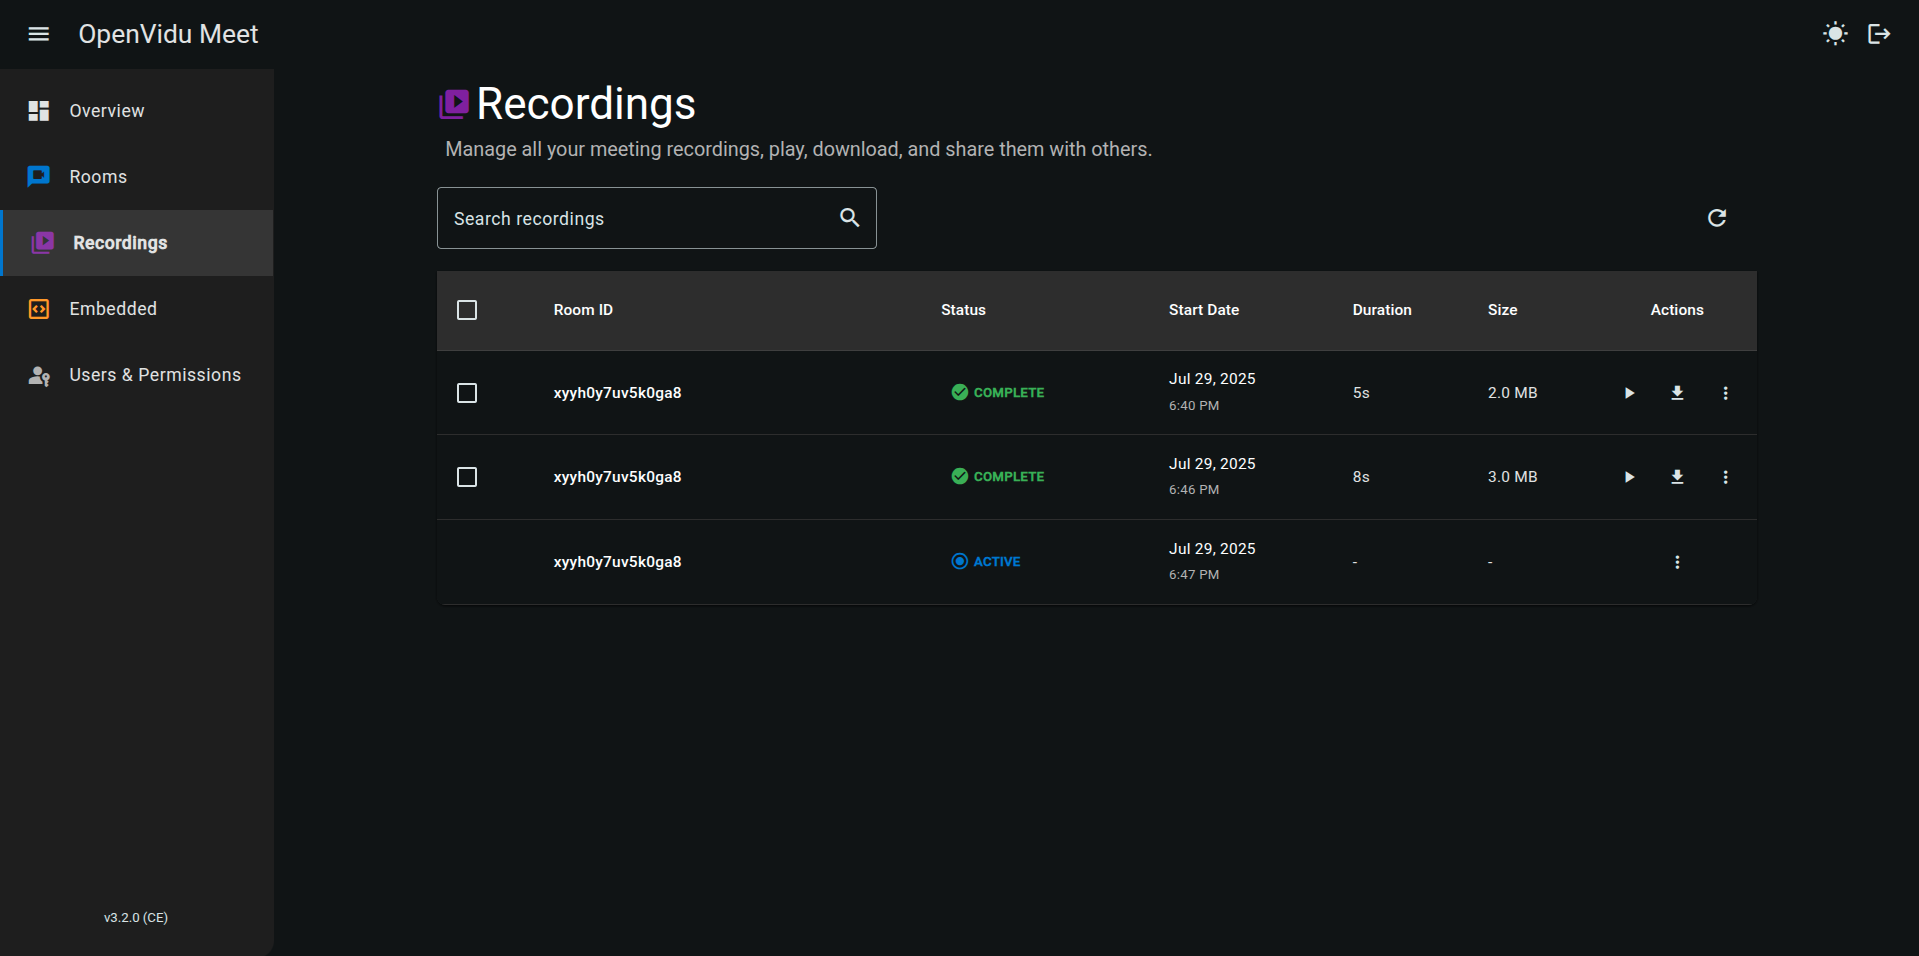 OpenVidu Meet
Overview
Rooms
Recordings
Embedded
Users & Permissions
v3.2.0 (CE)
Recordings
Manage all your meeting recordings, play, download, and share them with others.
Search recordings
Room ID Status Start Date Duration Size Actions
xyyh0y7uv5k0ga8 COMPLETE Jul 29, 2025 5s 2.0 MB
6:40 PM
xyyh0y7uv5k0ga8 COMPLETE Jul 29, 2025 8s 3.0 MB
6:46 PM
xyyh0y7uv5k0ga8 ACTIVE Jul 29, 2025 - -
6:47 PM